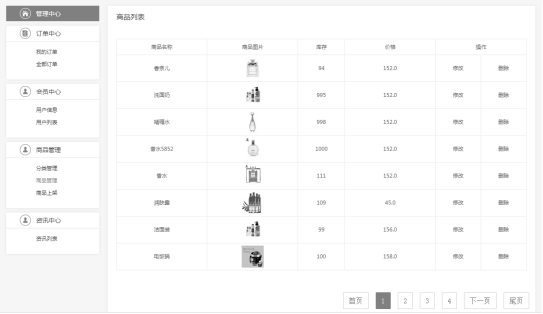 管理中心
订单中心
我的订单
全部订单
会员中心
用户信息
用户列表
商品管理
分类管理
商品管理
商品上架
资讯中心
资讯列表
商品列表
商品名称 商品图片 库存 价格 操作
香奈儿 94 152.0 修改 删除
洗面奶 995 152.0 修改 删除
998 152.0 修改 删除
香水5852 1000 152.0 修改 删除
香水 111 152.0 修改 删除
润肤露 109 45.0 修改 删除
洁面乳 99 156.0 修改 删除
100 158.0 修改 删除
首页 1 2 3 4 下一页 尾页